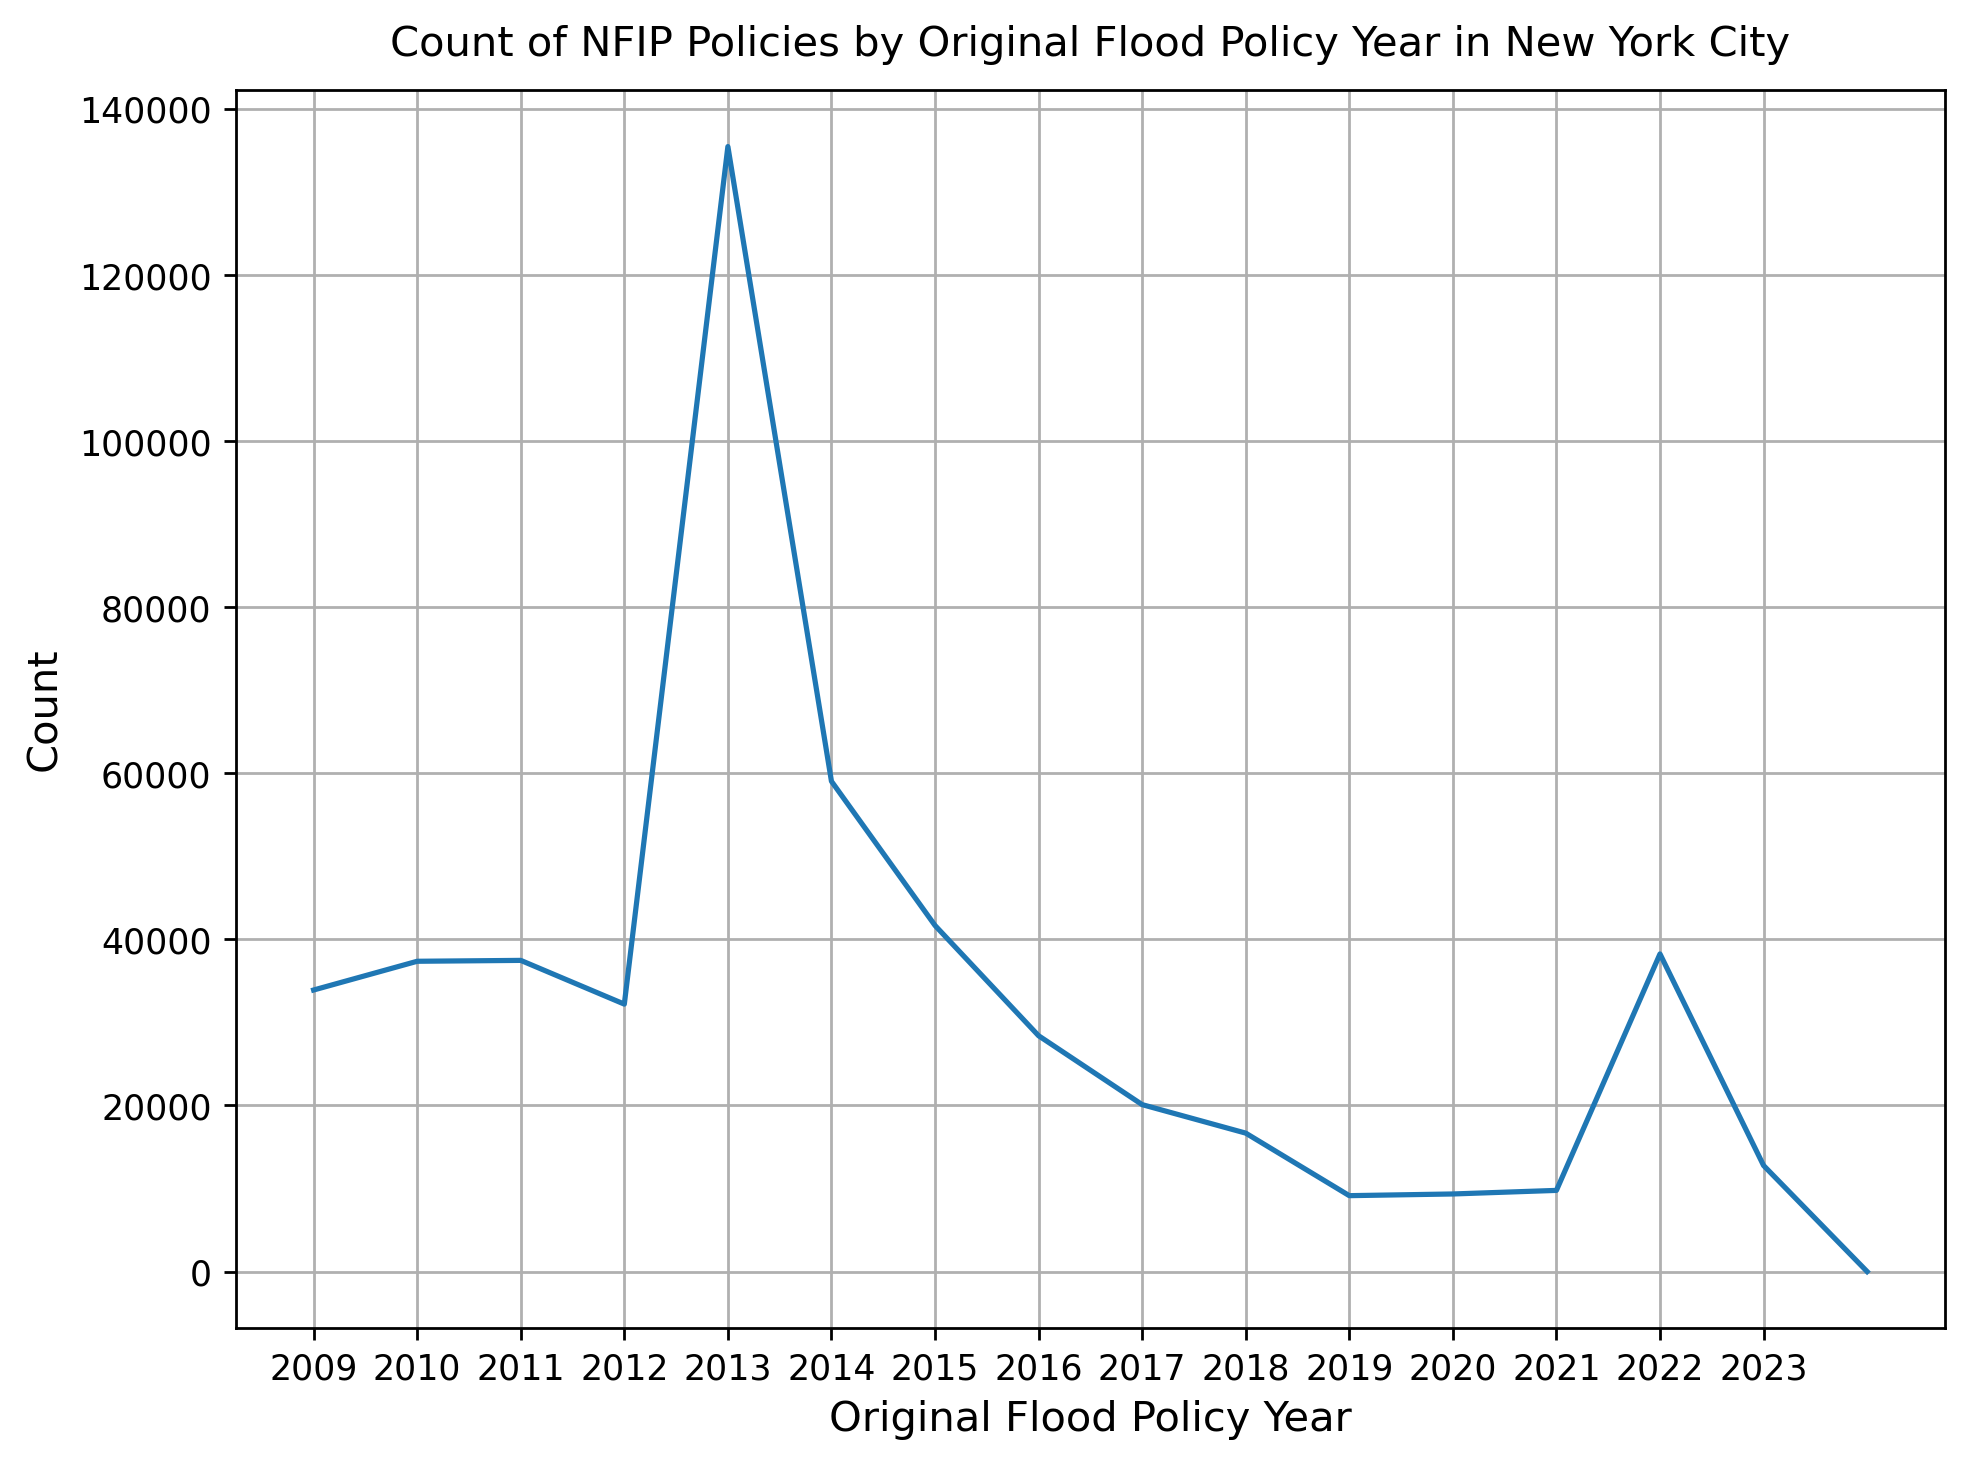 Count of NFIP Policies by Original Flood Policy Year in New York City
140000
120000
100000
80000
60000
40000
20000
0
Count
2009 2010 2011 2012 2013 2014 2015 2016 2017 2018 2019 2020 2021 2022 2023
Original Flood Policy Year